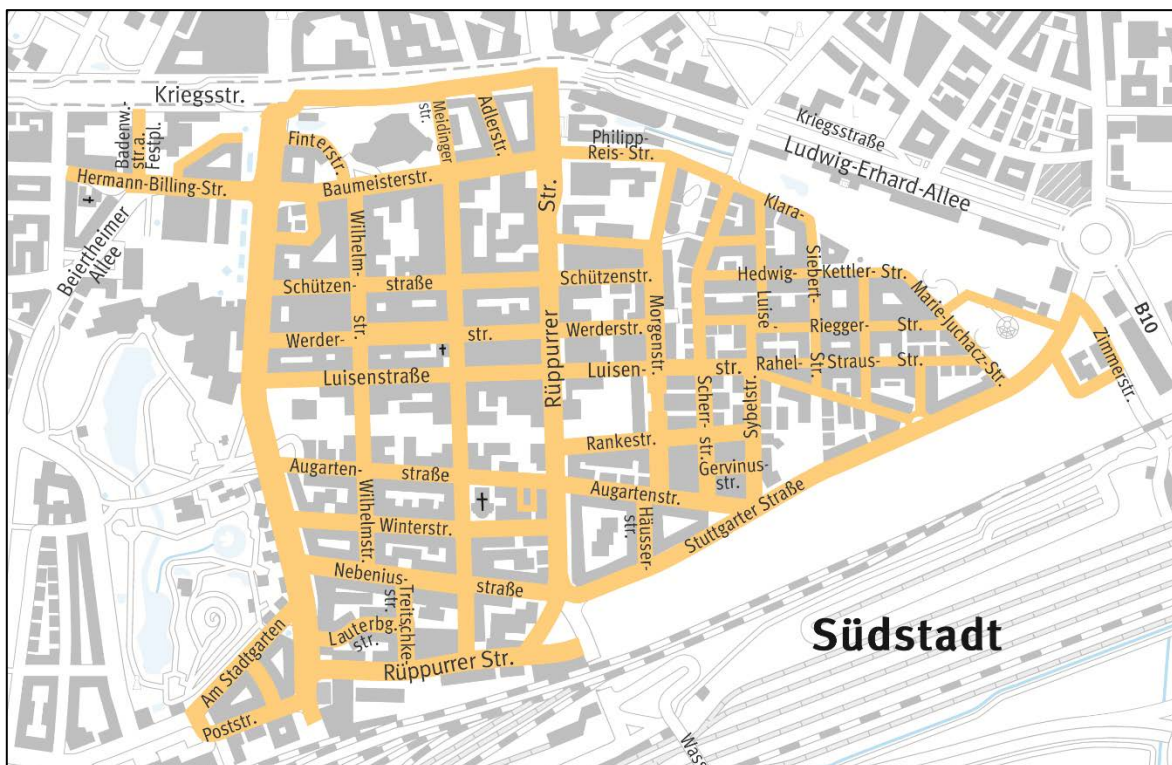 Kriegsstr.
Badenw.-
str.a.
Festpl.
Hermann-Billing-Str.
Beiertheimer
Allee
Finterstr.
Meidinger
str.
Adlerstr.
Baumeisterstr.
Philipp-
Reis- Str.
Kriegsstraße
Ludwig-Erhard-Allee
Klara-
Siebert-
Str.
Wilhelm-
str.
Schützen-
straße
Schützenstr.
Hedwig-
Kettler- Str.
Marie-Juchacz-Str.
B10
Zimmerstr.
Werder-
str.
Werderstr.
Morgenstr.
Luise-
Riegger-
Str.
Luisenstraße
Rüppurrer
Str.
Luisen-
str.
Rahel-
Straus-
Str.
Scherr-
str.
Sybelstr.
Rankestr.
Gervinus-
str.
Augarten-
straße
Augartenstr.
Wilhelmstr.
Winterstr.
Häusser-
str.
Stuttgarter Straße
Nebenius-
straße
Treitschke-
str.
Lauterbg.
str.
Am Stadtgarten
Rüppurrer Str.
Poststr.
Südstadt
Wass